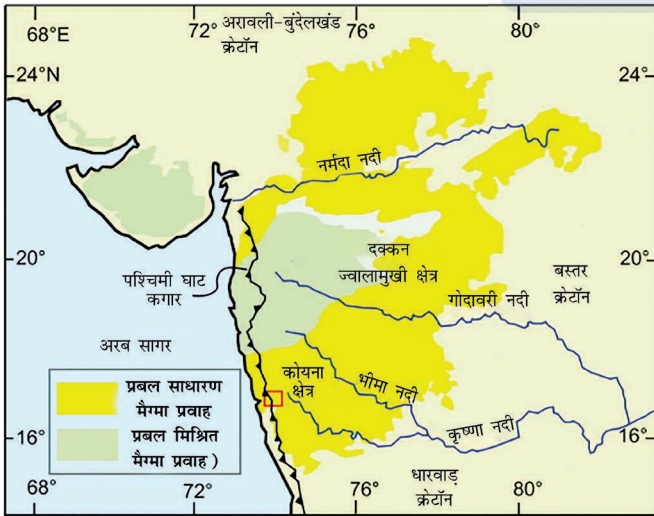 अरावली-बुंदेलखंड
क्रेटॉन
68°E
72°
76°
80°
24°N
24°
नर्मदा नदी
20°
20°
दक्कन
ज्वालामुखी क्षेत्र
बस्तर
क्रेटॉन
पश्चिमी घाट
कगार
गोदावरी नदी
अरब सागर
कोयना
क्षेत्र
भीमा नदी
कृष्णा नदी
प्रबल साधारण
मैग्मा प्रवाह
प्रबल मिश्रित
मैग्मा प्रवाह )
16°
16°
धारवाड़
क्रेटॉन
68°
72°
76°
80°